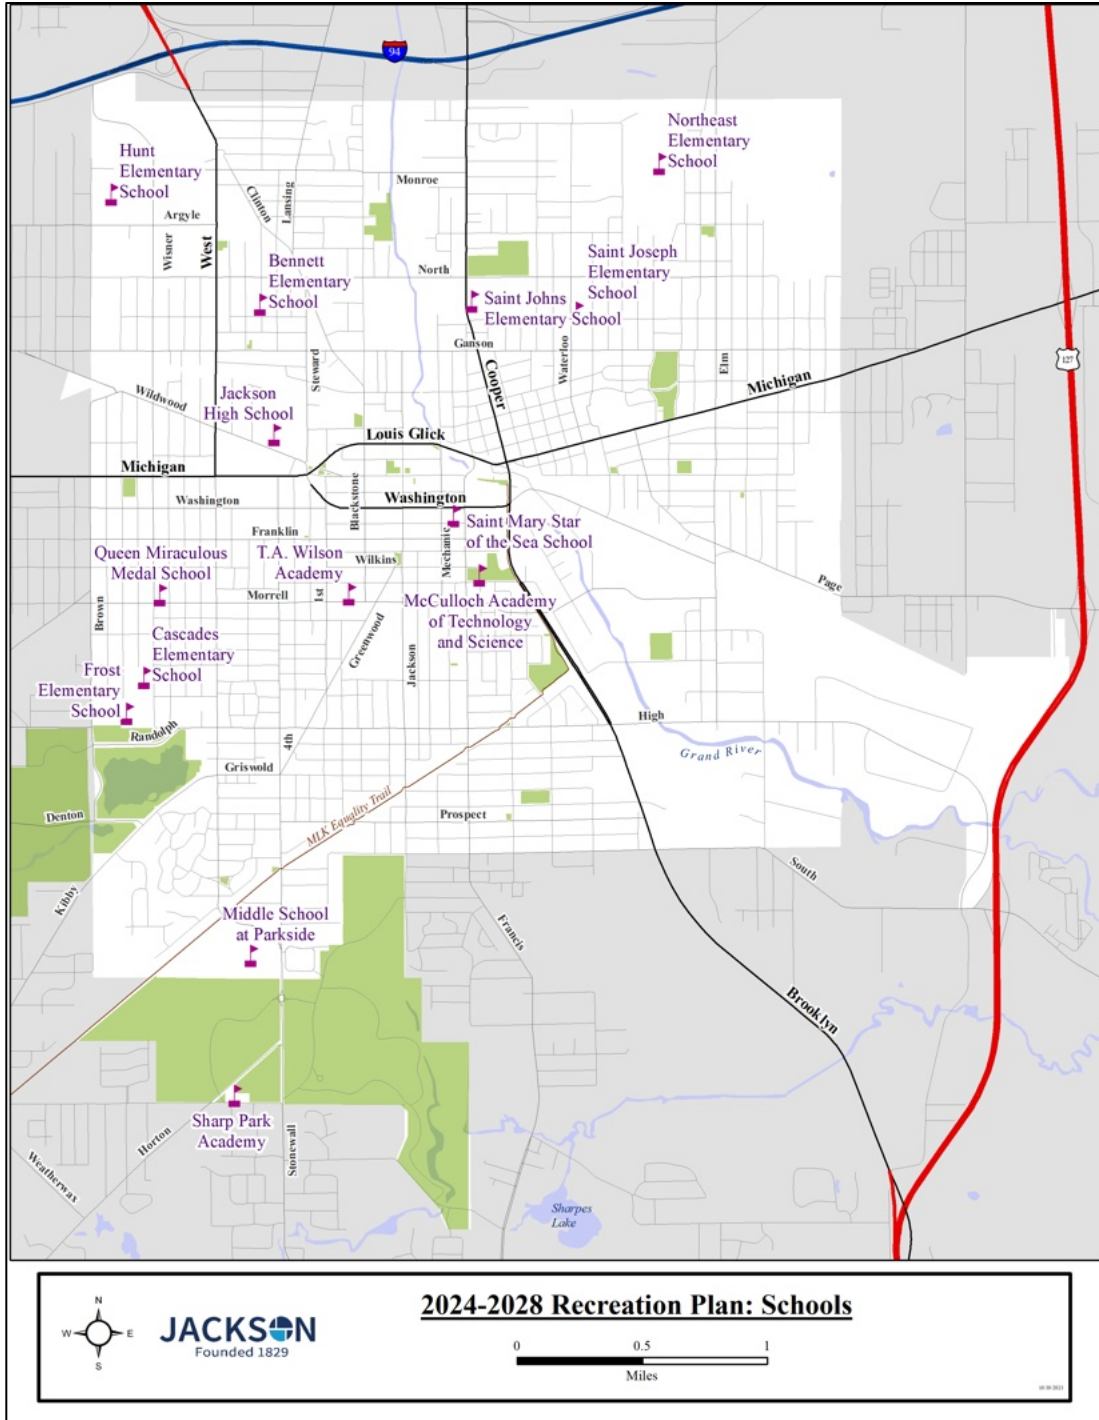 94
Northeast
Elementary
School
Hunt
Elementary
School
Monroe
Clinton
Lansing
Argyle
Wisner
West
Bennett
Elementary
School
North
Saint Joseph
Elementary
School
Saint Johns
Elementary School
Ganson
Waterloo
Elm
127
Steward
Cooper
Wildwood
Jackson
High School
Michigan
Louis Glick
Michigan
Washington
Blackstone
Washington
Franklin
Saint Mary Star
of the Sea School
Mechanic
Queen Miraculous
Medal School
T.A. Wilson
Academy
Wilkins
Page
Brown
Morrell
1st
McCulloch Academy
of Technology
and Science
Greenwood
Jackson
Cascades
Elementary
School
Frost
Elementary
School
Randolph
4th
High
Grand River
Griswold
Denton
MLK Equality Trail
Prospect
South
Kibby
Middle School
at Parkside
Francis
Brooklyn
Sharp Park
Academy
Horton
Stonewall
Weatherwax
Sharpes
Lake
N
W
E
S
JACKSON
Founded 1829
2024-2028 Recreation Plan: Schools
0 0.5 1
Miles